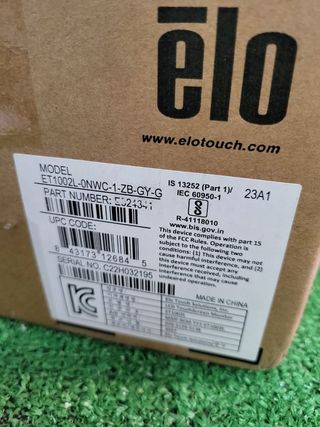 ēlo
www.elotouch.com
MODEL
ET1002L-0NWC-1-ZB-GY-G
PART NUMBER:
UPC CODE:
8 43173 12684 5
SERIAL NO. C22H032195
IS 13252 (Part 1)/
IEC 60950-1
23A1
R-41118010
www.bis.gov.in
This device complies with part 15
of the FCC Rules. Operation is
subject to the following two
conditions: (1) This device may not
cause harmful interference, and (2)
this device must accept any
interference received, including
interference that may cause
undesired operation.
MADE IN CHINA
Elo Touch Solutions, Inc.